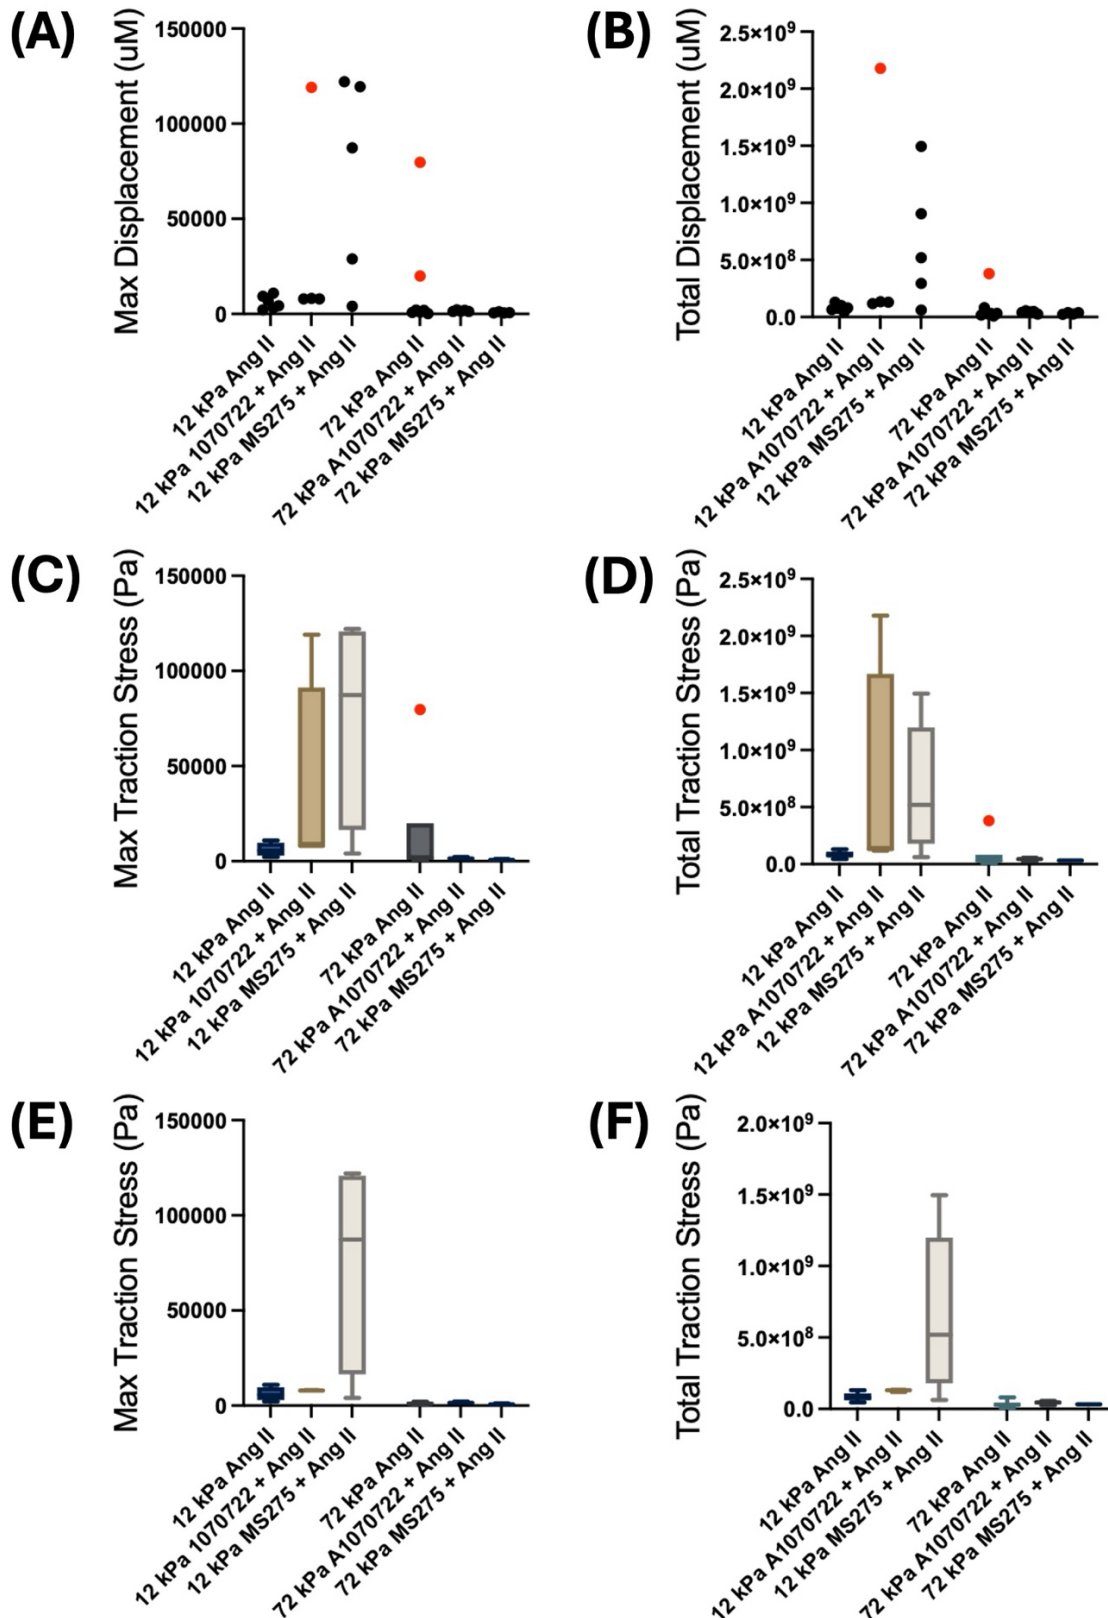 (A)
Max Displacement (uM)
150000
100000
50000
0
12 kPa Ang II
12 kPa 1070722 + Ang II
12 kPa MS275 + Ang II
72 kPa Ang II
72 kPa A1070722 + Ang II
72 kPa MS275 + Ang II
(B)
Total Displacement (uM)
2.5×10⁹
2.0×10⁹
1.5×10⁹
1.0×10⁹
5.0×10⁸
0.0
12 kPa Ang II
12 kPa A1070722 + Ang II
12 kPa MS275 + Ang II
72 kPa Ang II
72 kPa A1070722 + Ang II
72 kPa MS275 + Ang II
(C)
Max Traction Stress (Pa)
150000
100000
50000
0
12 kPa Ang II
12 kPa 1070722 + Ang II
12 kPa MS275 + Ang II
72 kPa Ang II
72 kPa A1070722 + Ang II
72 kPa MS275 + Ang II
(D)
Total Traction Stress (Pa)
2.5×10⁹
2.0×10⁹
1.5×10⁹
1.0×10⁹
5.0×10⁸
0.0
12 kPa Ang II
12 kPa A1070722 + Ang II
12 kPa MS275 + Ang II
72 kPa Ang II
72 kPa A1070722 + Ang II
72 kPa MS275 + Ang II
(E)
Max Traction Stress (Pa)
150000
100000
50000
0
12 kPa Ang II
12 kPa 1070722 + Ang II
12 kPa MS275 + Ang II
72 kPa Ang II
72 kPa A1070722 + Ang II
72 kPa MS275 + Ang II
(F)
Total Traction Stress (Pa)
2.0×10⁹
1.5×10⁹
1.0×10⁹
5.0×10⁸
0.0
12 kPa Ang II
12 kPa A1070722 + Ang II
12 kPa MS275 + Ang II
72 kPa Ang II
72 kPa A1070722 + Ang II
72 kPa MS275 + Ang II